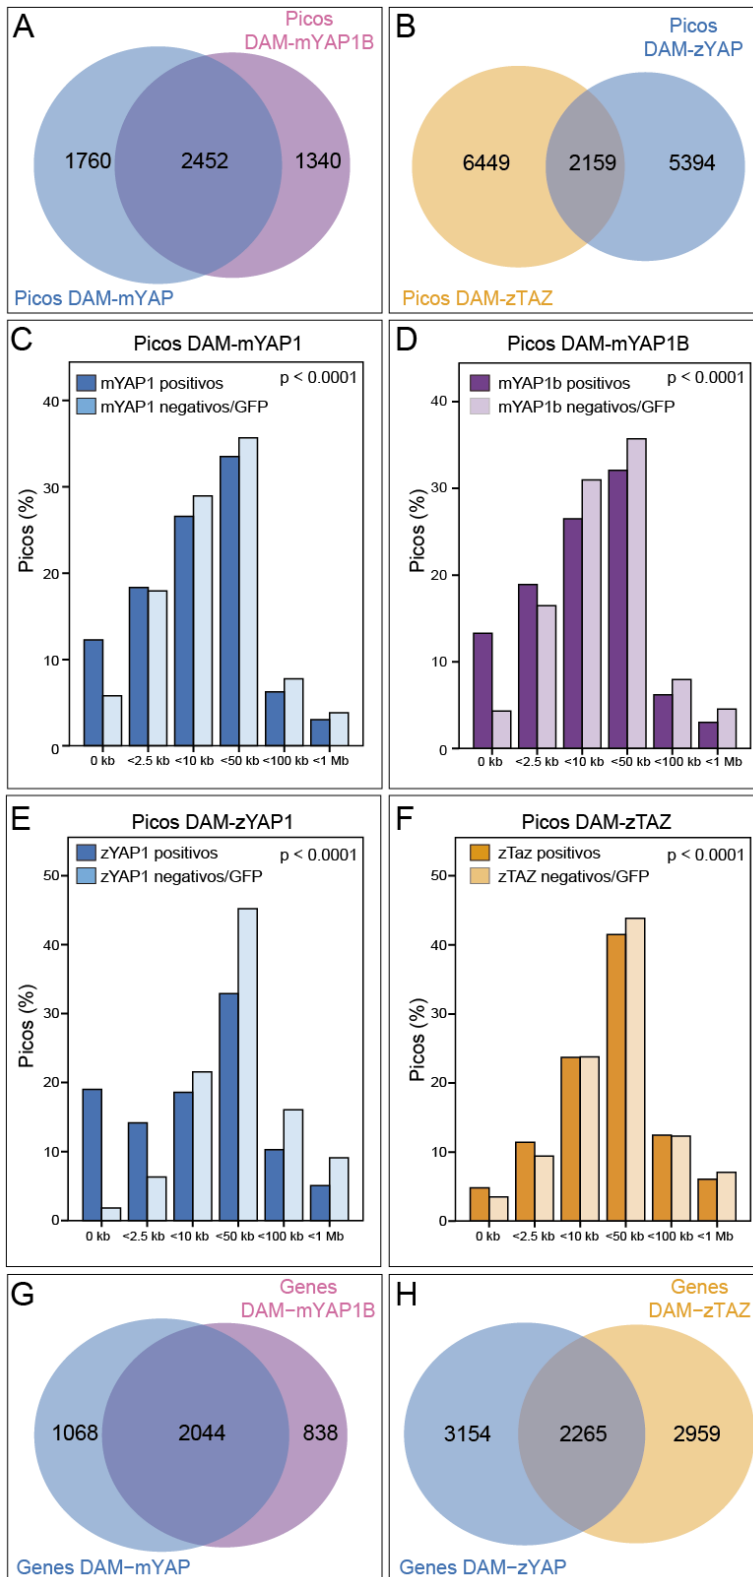 A
Picos
DAM-mYAP1B
1760
2452
1340
Picos DAM-mYAP
B
Picos
DAM-zYAP
6449
2159
5394
Picos DAM-zTAZ
C
Picos DAM-mYAP1
mYAP1 positivos
mYAP1 negativos/GFP
p < 0.0001
Picos (%)
40
30
20
10
0
0 kb
<2.5 kb
<10 kb
<50 kb
<100 kb
<1 Mb
D
Picos DAM-mYAP1B
mYAP1b positivos
mYAP1b negativos/GFP
p < 0.0001
Picos (%)
40
30
20
10
0
0 kb
<2.5 kb
<10 kb
<50 kb
<100 kb
<1 Mb
E
Picos DAM-zYAP1
zYAP1 positivos
zYAP1 negativos/GFP
p < 0.0001
Picos (%)
50
40
30
20
10
0
0 kb
<2.5 kb
<10 kb
<50 kb
<100 kb
<1 Mb
F
Picos DAM-zTAZ
zTaz positivos
zTAZ negativos/GFP
p < 0.0001
Picos (%)
50
40
30
20
10
0
0 kb
<2.5 kb
<10 kb
<50 kb
<100 kb
<1 Mb
G
Genes
DAM−mYAP1B
1068
2044
838
Genes DAM−mYAP
H
Genes
DAM−zTAZ
3154
2265
2959
Genes DAM−zYAP